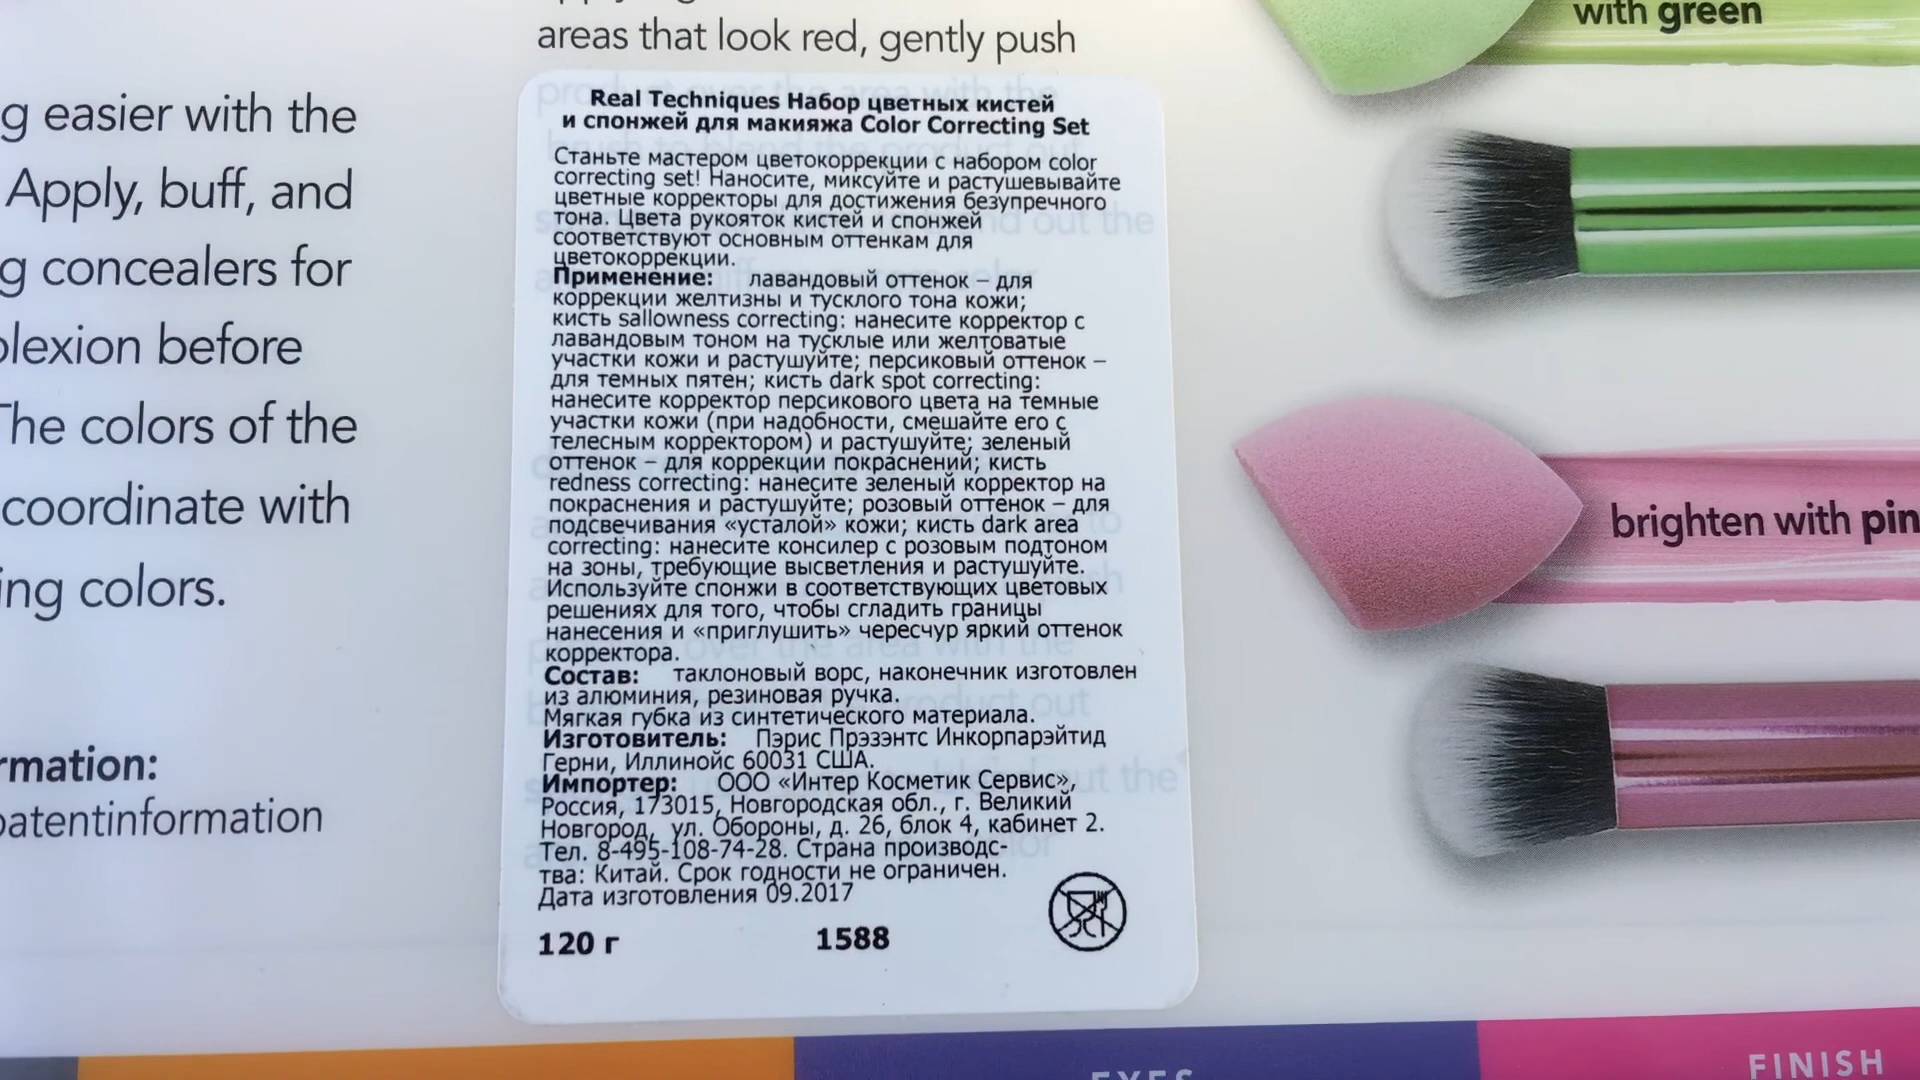 areas that look red, gently push
g easier with the
Apply, buff, and
g concealers for
plexion before
The colors of the
coordinate with
ing colors.
rmation:
patentinformation
Real Techniques Набор цветных кистей
и спонжей для макияжа Color Correcting Set
Станьте мастером цветокоррекции с набором color
correcting set! Наносите, миксуйте и растушевывайте
цветные корректоры для достижения безупречного
тона. Цвета рукояток кистей и спонжей
соответствуют основным оттенкам для
цветокоррекции.
Применение: лавандовый оттенок – для
коррекции желтизны и тусклого тона кожи;
кисть sallowness correcting: нанесите корректор с
лавандовым тоном на тусклые или желтоватые
участки кожи и растушуйте; персиковый оттенок –
для темных пятен; кисть dark spot correcting:
нанесите корректор персикового цвета на темные
участки кожи (при надобности, смешайте его с
телесным корректором) и растушуйте; зеленый
оттенок – для коррекции покраснений; кисть
redness correcting: нанесите зеленый корректор на
покраснения и растушуйте; розовый оттенок – для
подсвечивания «усталой» кожи; кисть dark area
correcting: нанесите консилер с розовым подтоном
на зоны, требующие высветления и растушуйте.
Используйте спонжи в соответствующих цветовых
решениях для того, чтобы сгладить границы
нанесения и «приглушить» чересчур яркий оттенок
корректора.
Состав: таклоновый ворс, наконечник изготовлен
из алюминия, резиновая ручка.
Мягкая губка из синтетического материала.
Изготовитель: Пэрис Прэзэнтс Инкорпарэйтид
Герни, Иллинойс 60031 США.
Импортер: ООО «Интер Косметик Сервис»,
Россия, 173015, Новгородская обл., г. Великий
Новгород, ул. Обороны, д. 26, блок 4, кабинет 2.
Тел. 8-495-108-74-28. Страна производс-
тва: Китай. Срок годности не ограничен.
Дата изготовления 09.2017
120 г 1588
with green
brighten with pin
EYES
FINISH